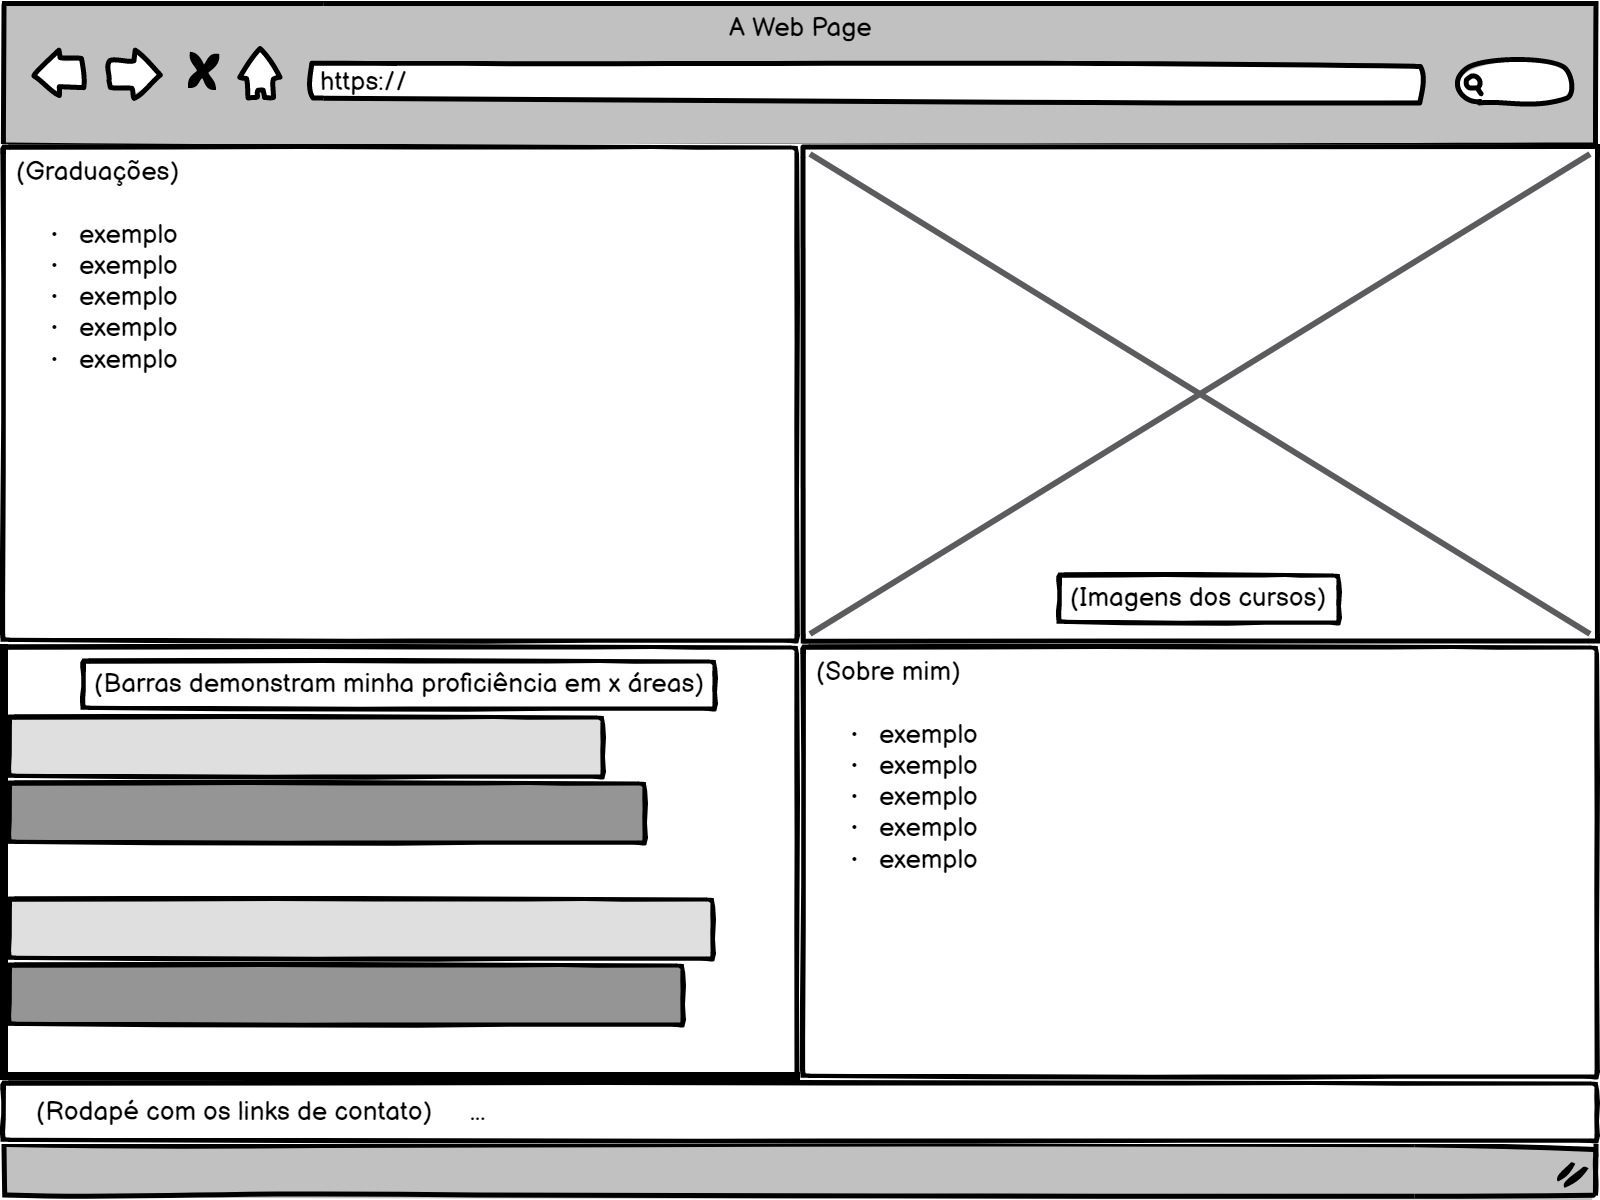 A Web Page
https://
(Graduações)
· exemplo
· exemplo
· exemplo
· exemplo
· exemplo
(Imagens dos cursos)
(Barras demonstram minha proficiência em x áreas)
(Sobre mim)
· exemplo
· exemplo
· exemplo
· exemplo
· exemplo
(Rodapé com os links de contato) ...